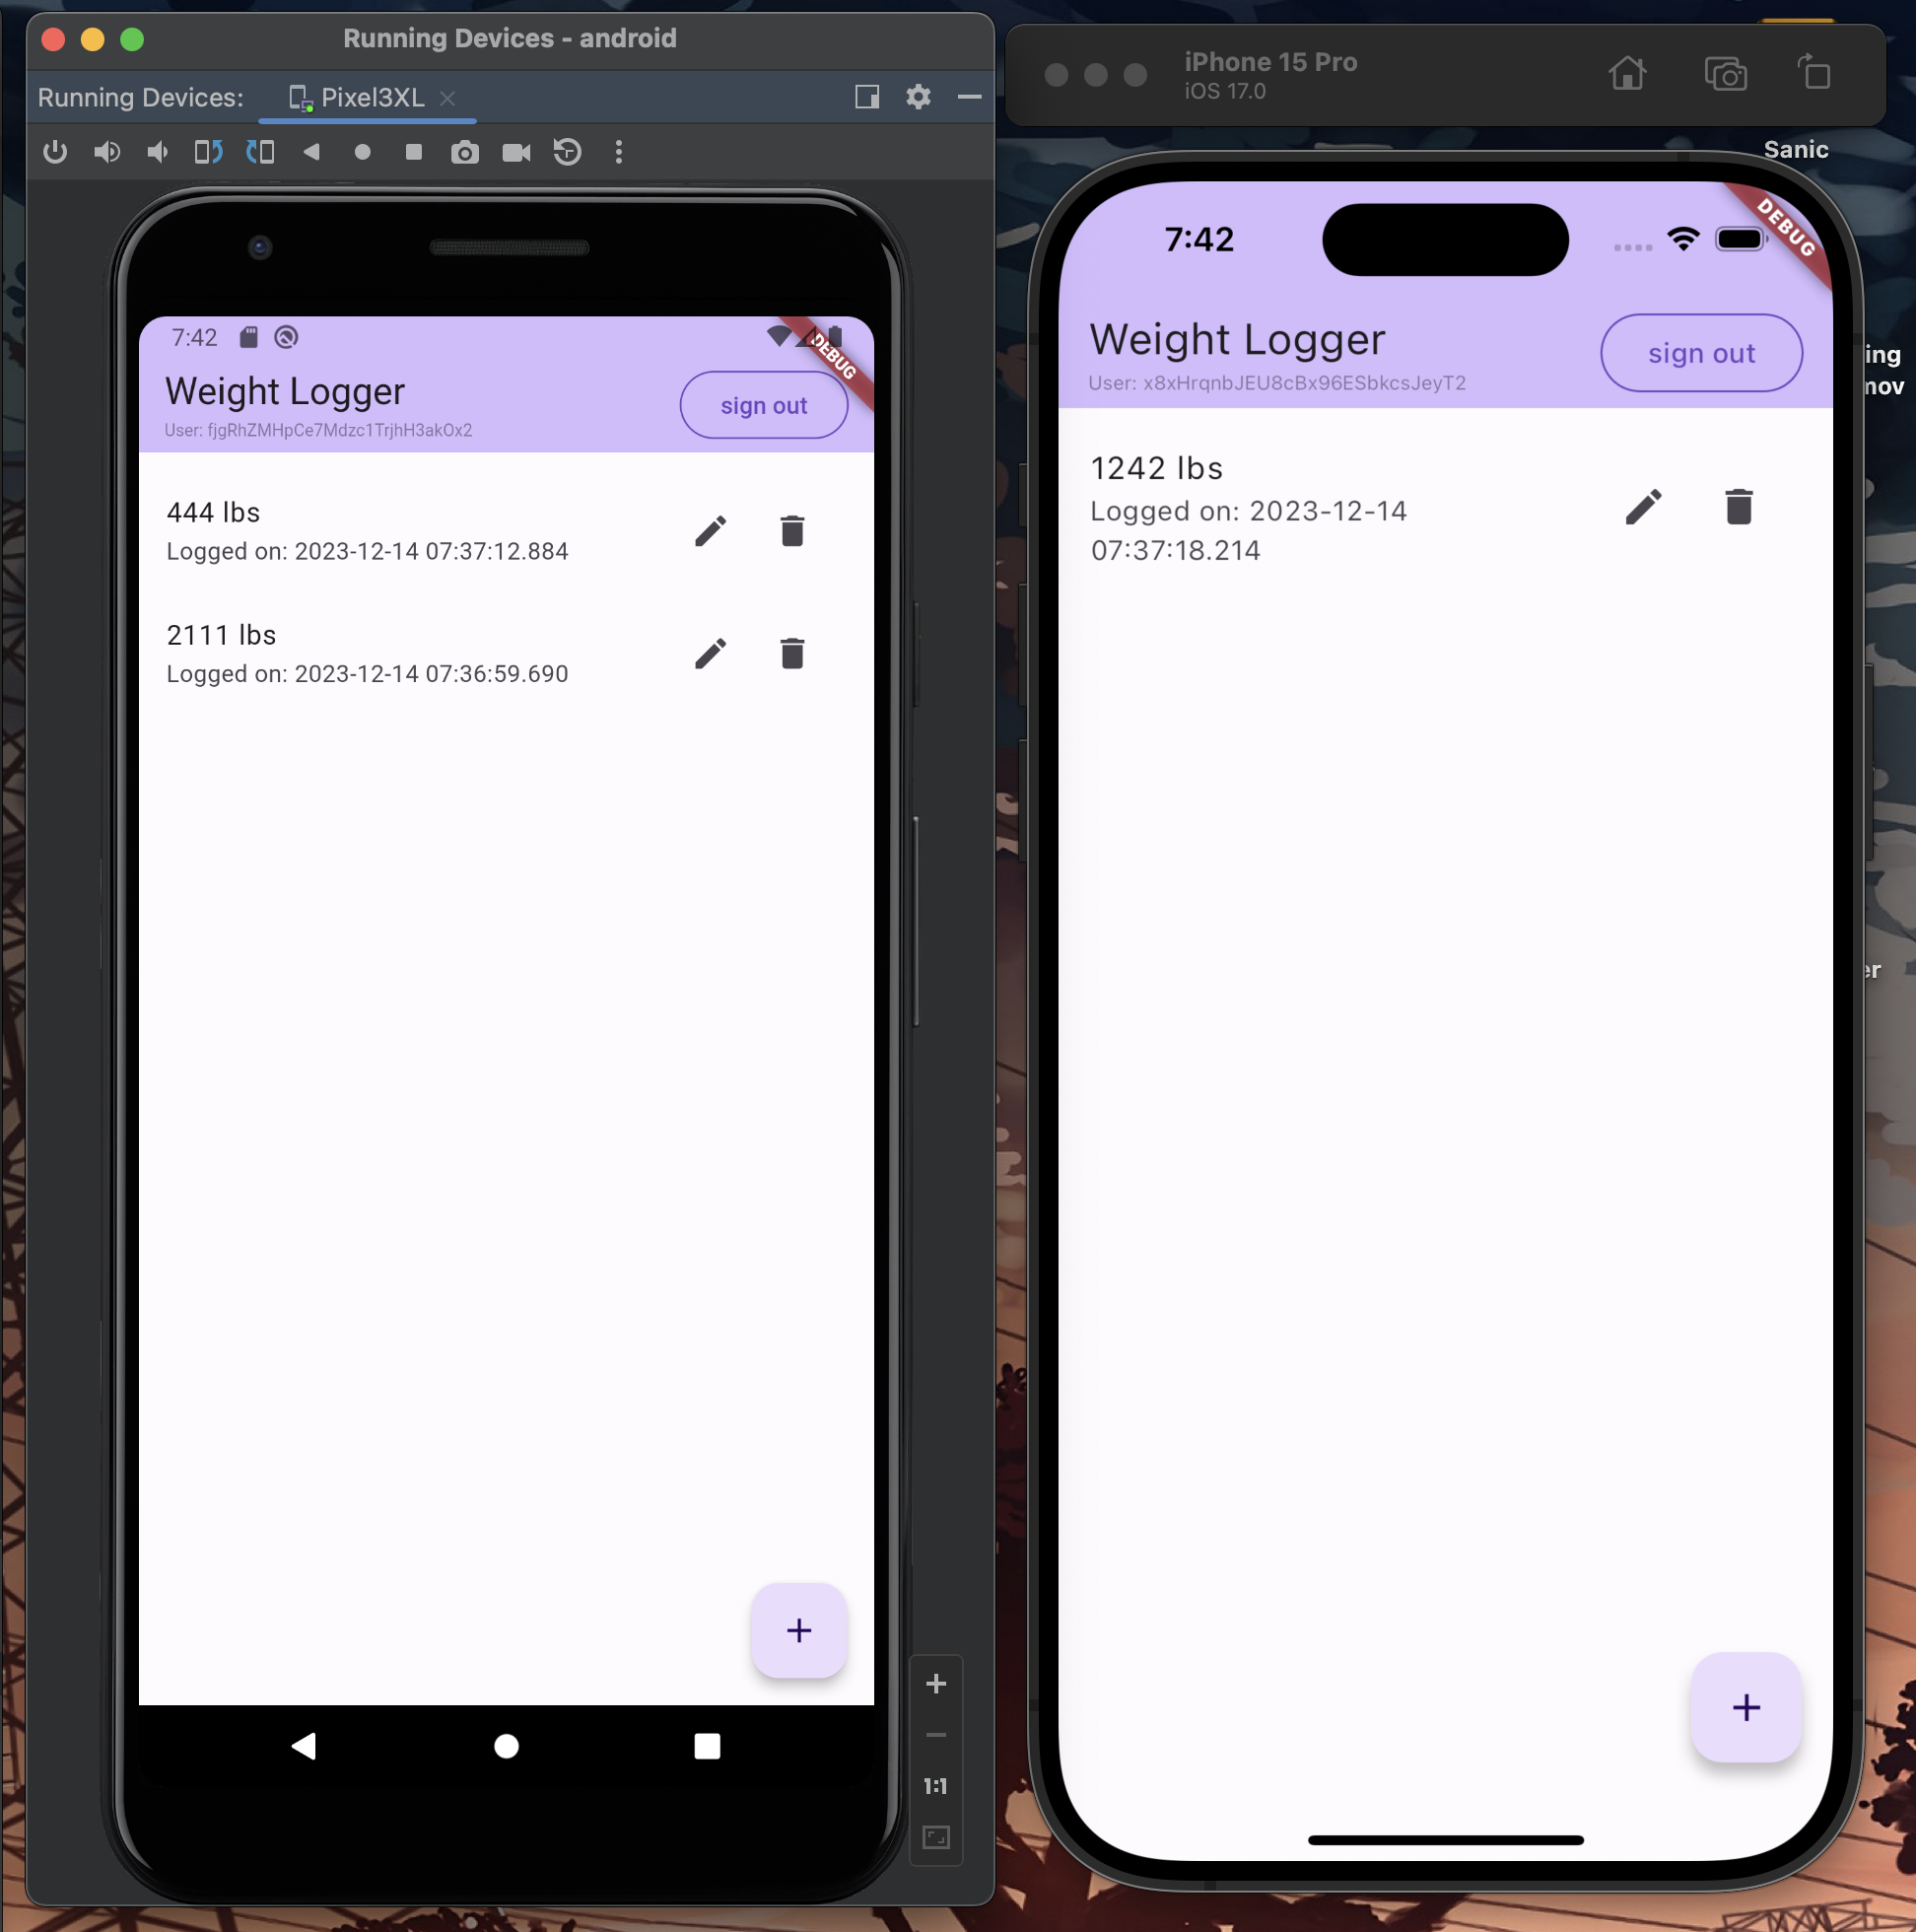 Running Devices - android
Running Devices:
Pixel3XL
7:42
DEBUG
Weight Logger
User: fjgRhZMHpCe7Mdzc1TrjhH3akOx2
sign out
444 lbs
Logged on: 2023-12-14 07:37:12.884
2111 lbs
Logged on: 2023-12-14 07:36:59.690
1:1
iPhone 15 Pro
iOS 17.0
Sanic
7:42
DEBUG
Weight Logger
User: x8xHrqnbJEU8cBx96ESbkcsJeyT2
sign out
1242 lbs
Logged on: 2023-12-14
07:37:18.214
ing
nov
er